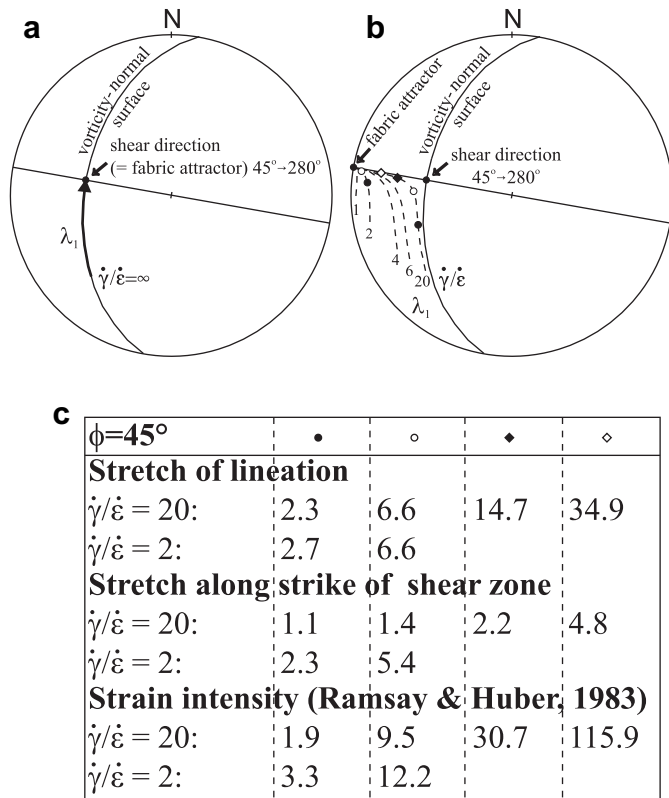 a
N
vorticity-normal
surface
shear direction
(= fabric attractor) 45°→280°
λ₁
γ̇/ε̇=∞
b
N
fabric attractor
vorticity-normal
surface
shear direction
45°→280°
1
2
4
6
20
γ̇/ε̇
λ₁
c
ϕ=45° ● ○ ◆ ◇
Stretch of lineation
γ̇/ε̇ = 20: 2.3 6.6 14.7 34.9
γ̇/ε̇ = 2: 2.7 6.6
Stretch along strike of shear zone
γ̇/ε̇ = 20: 1.1 1.4 2.2 4.8
γ̇/ε̇ = 2: 2.3 5.4
Strain intensity (Ramsay & Huber, 1983)
γ̇/ε̇ = 20: 1.9 9.5 30.7 115.9
γ̇/ε̇ = 2: 3.3 12.2